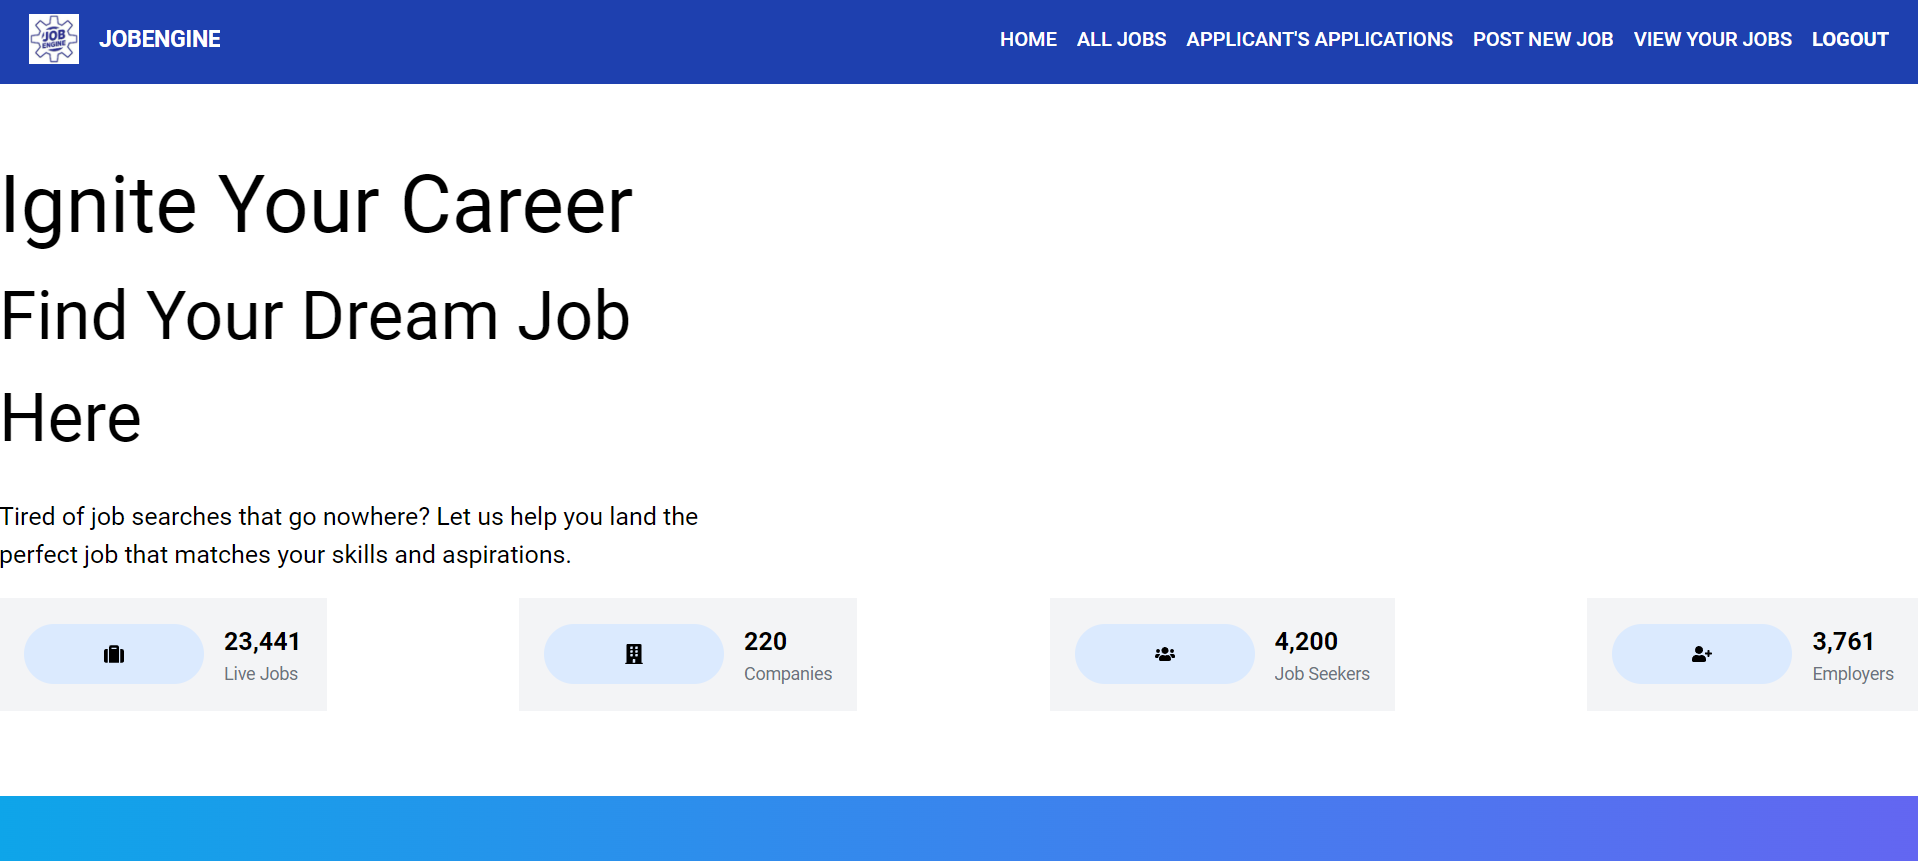 JOB
ENGINE
JOBENGINE
HOME ALL JOBS APPLICANT'S APPLICATIONS POST NEW JOB VIEW YOUR JOBS LOGOUT
Ignite Your Career
Find Your Dream Job
Here
Tired of job searches that go nowhere? Let us help you land the
perfect job that matches your skills and aspirations.
23,441
Live Jobs
220
Companies
4,200
Job Seekers
3,761
Employers